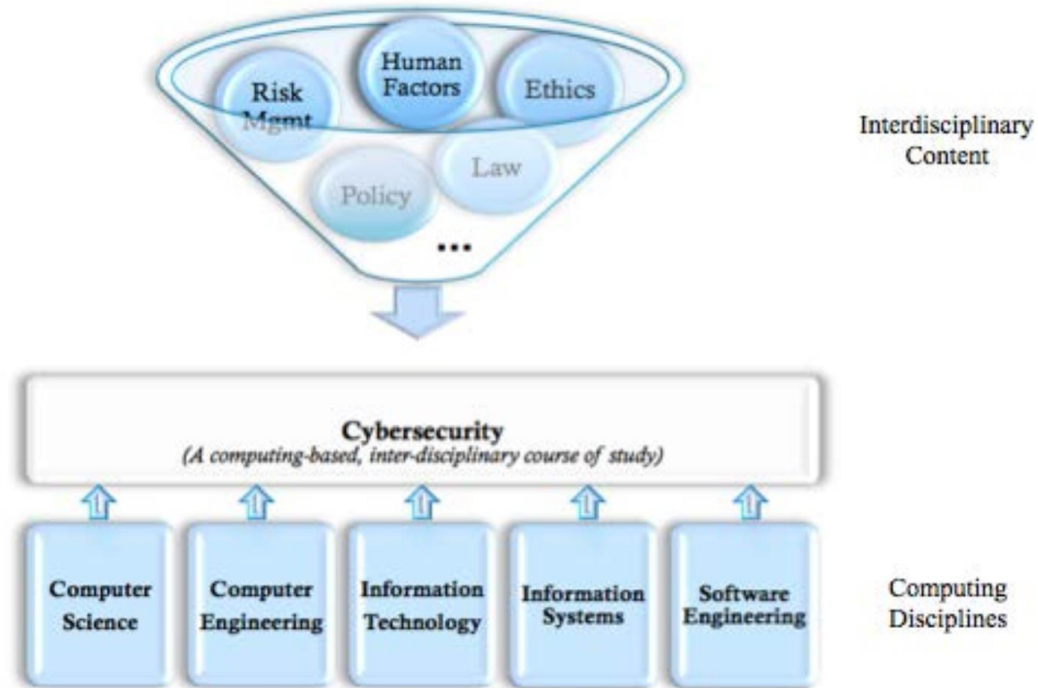 Risk
Mgmt
Human
Factors
Ethics
Policy
Law
...
Interdisciplinary
Content
Cybersecurity
(A computing-based, inter-disciplinary course of study)
Computer
Science
Computer
Engineering
Information
Technology
Information
Systems
Software
Engineering
Computing
Disciplines